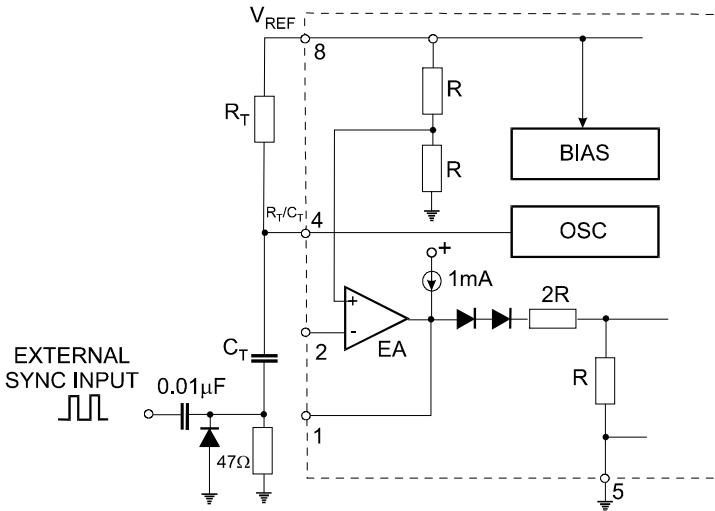 VREF
8
R
RT
R
BIAS
RT/CT
4
OSC
+
1mA
+
-
EA
2R
2
CT
EXTERNAL
SYNC INPUT
0.01µF
R
1
47Ω
5